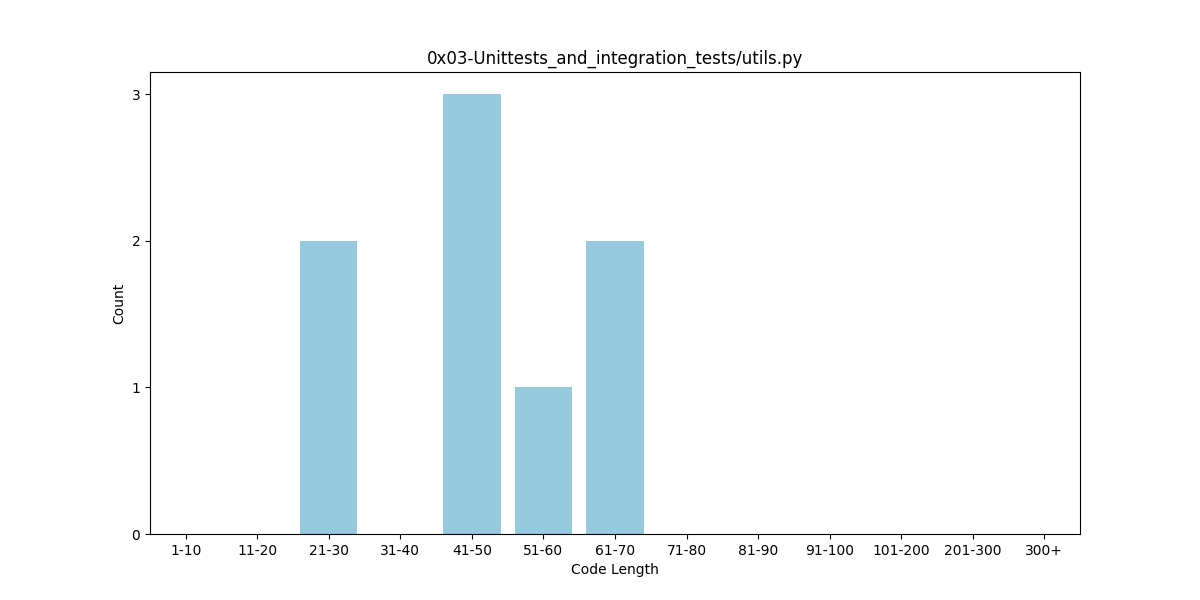 0x03-Unittests_and_integration_tests/utils.py
Count
3
2
1
0
1-10 11-20 21-30 31-40 41-50 51-60 61-70 71-80 81-90 91-100 101-200 201-300 300+
Code Length